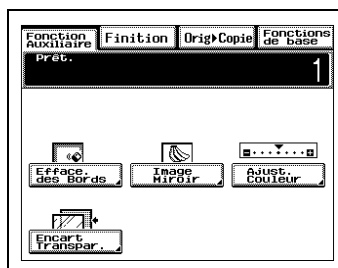 Fonction
Auxiliaire
Finition
Orig▸Copie
Fonctions
de base
Prêt.
1
Efface.
des Bords
Image
Miroir
Ajust.
Couleur
Encart
Transpar.